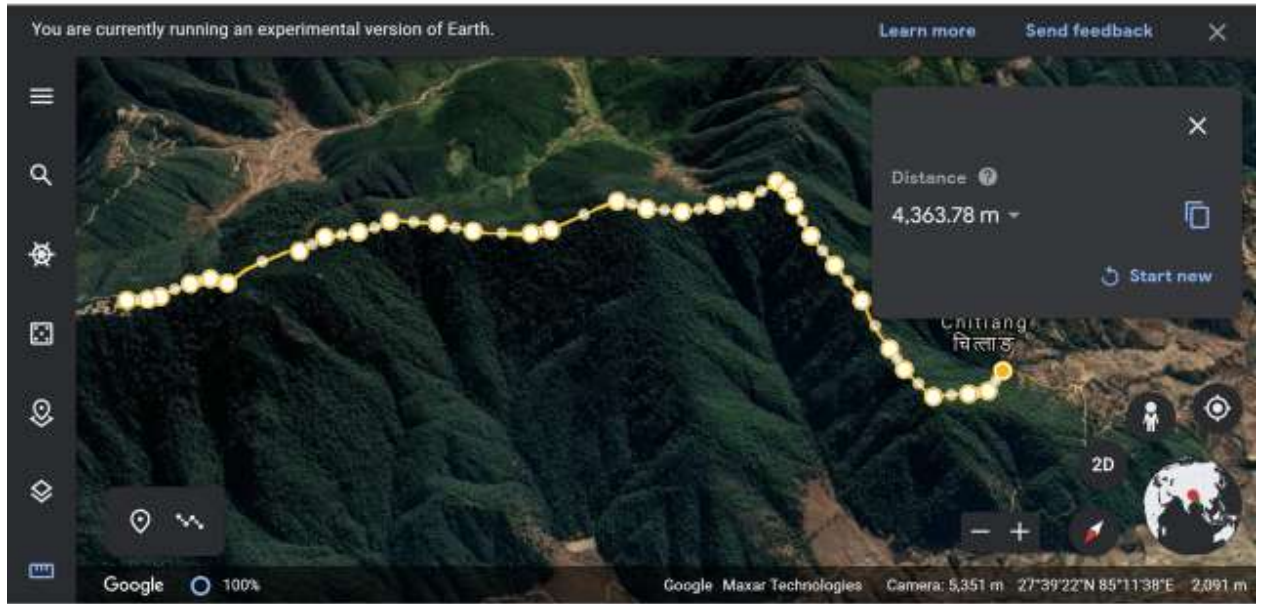 You are currently running an experimental version of Earth.
Learn more
Send feedback
Distance
4,363.78 m
Start new
Chitlang
चित्लाङ
2D
Google
100%
Google Maxar Technologies Camera: 5,351 m 27°39'22"N 85°11'38"E 2,091 m